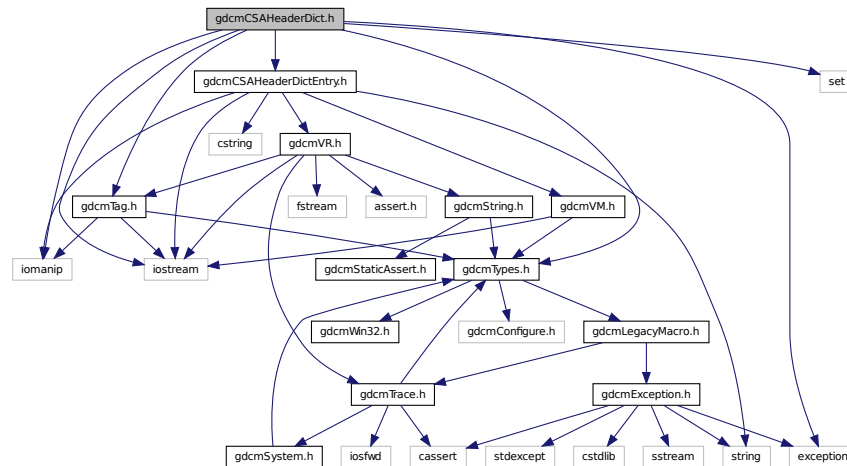 gdcmCSAHeaderDict.h
gdcmCSAHeaderDictEntry.h
set
cstring
gdcmVR.h
gdcmTag.h
fstream
assert.h
gdcmString.h
gdcmVM.h
iomanip
iostream
gdcmStaticAssert.h
gdcmTypes.h
gdcmWin32.h
gdcmConfigure.h
gdcmLegacyMacro.h
gdcmTrace.h
gdcmException.h
gdcmSystem.h
iosfwd
cassert
stdexcept
cstdlib
sstream
string
exception